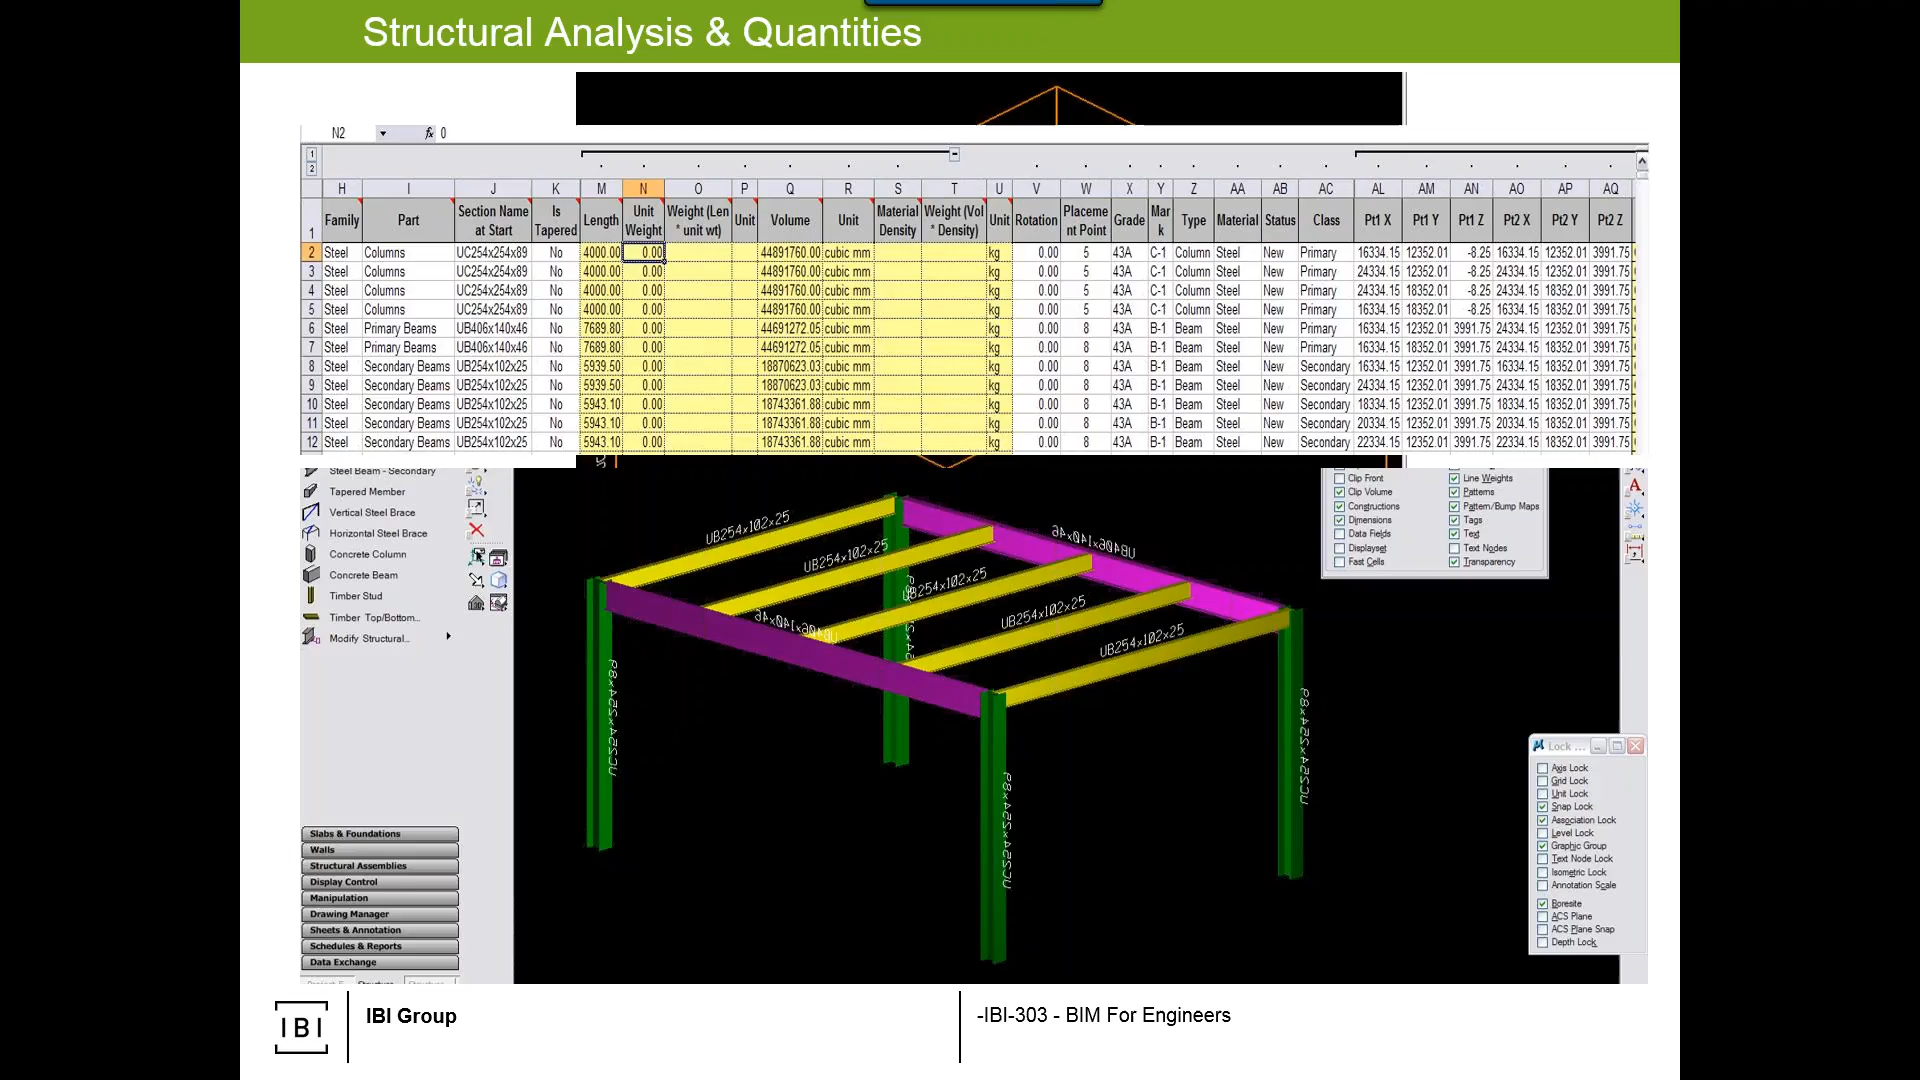 Structural Analysis & Quantities
N2 fx 0
1
2
H I J K M N O P Q R S T U V W X Y Z AA AB AC AL AM AN AO AP AQ
1 Family Part Section Name at Start Is Tapered Length Unit Weight Weight (Len * unit wt) Unit Volume Unit Material Density Weight (Vol * Density) Unit Rotation Placeme nt Point Grade Mar k Type Material Status Class Pt1 X Pt1 Y Pt1 Z Pt2 X Pt2 Y Pt2 Z
2 Steel Columns UC254x254x89 No 4000.00 0.00 44891760.00 cubic mm kg 0.00 5 43A C-1 Column Steel New Primary 16334.15 12352.01 -8.25 16334.15 12352.01 3991.75
3 Steel Columns UC254x254x89 No 4000.00 0.00 44891760.00 cubic mm kg 0.00 5 43A C-1 Column Steel New Primary 24334.15 12352.01 -8.25 24334.15 12352.01 3991.75
4 Steel Columns UC254x254x89 No 4000.00 0.00 44891760.00 cubic mm kg 0.00 5 43A C-1 Column Steel New Primary 24334.15 18352.01 -8.25 24334.15 18352.01 3991.75
5 Steel Columns UC254x254x89 No 4000.00 0.00 44891760.00 cubic mm kg 0.00 5 43A C-1 Column Steel New Primary 16334.15 18352.01 -8.25 16334.15 18352.01 3991.75
6 Steel Primary Beams UB406x140x46 No 7689.80 0.00 44691272.05 cubic mm kg 0.00 8 43A B-1 Beam Steel New Primary 16334.15 12352.01 3991.75 24334.15 12352.01 3991.75
7 Steel Primary Beams UB406x140x46 No 7689.80 0.00 44691272.05 cubic mm kg 0.00 8 43A B-1 Beam Steel New Primary 16334.15 18352.01 3991.75 24334.15 18352.01 3991.75
8 Steel Secondary Beams UB254x102x25 No 5939.50 0.00 18870623.03 cubic mm kg 0.00 8 43A B-1 Beam Steel New Secondary 16334.15 12352.01 3991.75 16334.15 18352.01 3991.75
9 Steel Secondary Beams UB254x102x25 No 5939.50 0.00 18870623.03 cubic mm kg 0.00 8 43A B-1 Beam Steel New Secondary 24334.15 12352.01 3991.75 24334.15 18352.01 3991.75
10 Steel Secondary Beams UB254x102x25 No 5943.10 0.00 18743361.88 cubic mm kg 0.00 8 43A B-1 Beam Steel New Secondary 18334.15 12352.01 3991.75 18334.15 18352.01 3991.75
11 Steel Secondary Beams UB254x102x25 No 5943.10 0.00 18743361.88 cubic mm kg 0.00 8 43A B-1 Beam Steel New Secondary 20334.15 12352.01 3991.75 20334.15 18352.01 3991.75
12 Steel Secondary Beams UB254x102x25 No 5943.10 0.00 18743361.88 cubic mm kg 0.00 8 43A B-1 Beam Steel New Secondary 22334.15 12352.01 3991.75 22334.15 18352.01 3991.75
Steel Beam - Secondary
Tapered Member
Vertical Steel Brace
Horizontal Steel Brace
Concrete Column
Concrete Beam
Timber Stud
Timber Top/Bottom...
Modify Structural...
Slabs & Foundations
Walls
Structural Assemblies
Display Control
Manipulation
Drawing Manager
Sheets & Annotation
Schedules & Reports
Data Exchange
UB254x102x25
UB254x102x25
UB254x102x25
UB254x102x25
UB254x102x25
UB406x140x46
UB406x140x46
UC254x254x89
UC254x254x89
UC254x254x89
Clip Front Line Weights
Clip Volume Patterns
Constructions Pattern/Bump Maps
Dimensions Tags
Data Fields Text
Displayset Text Nodes
Fast Cells Transparency
Lock ...
Axis Lock
Grid Lock
Unit Lock
Snap Lock
Association Lock
Level Lock
Graphic Group
Text Node Lock
Isometric Lock
Annotation Scale
Boresite
ACS Plane
ACS Plane Snap
Depth Lock
IBI
IBI Group
-IBI-303 - BIM For Engineers